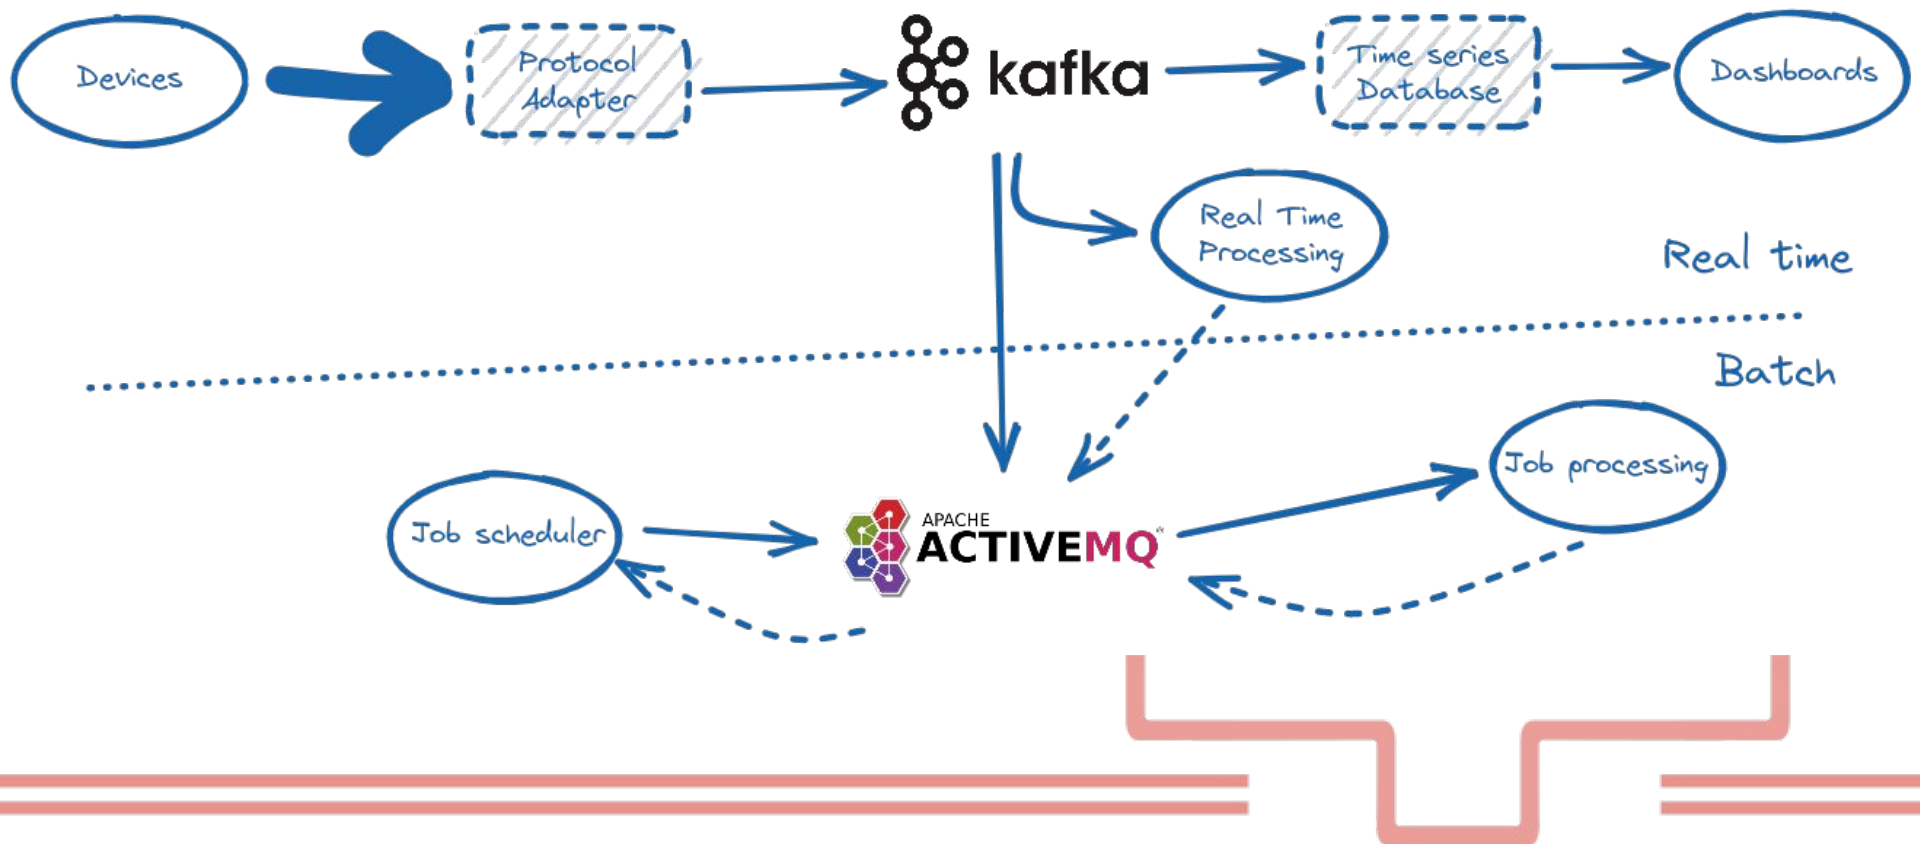 Devices
Protocol
Adapter
kafka
Time series
Database
Dashboards
Real Time
Processing
Real time
Batch
Job processing
Job scheduler
APACHE
ACTIVEMQ